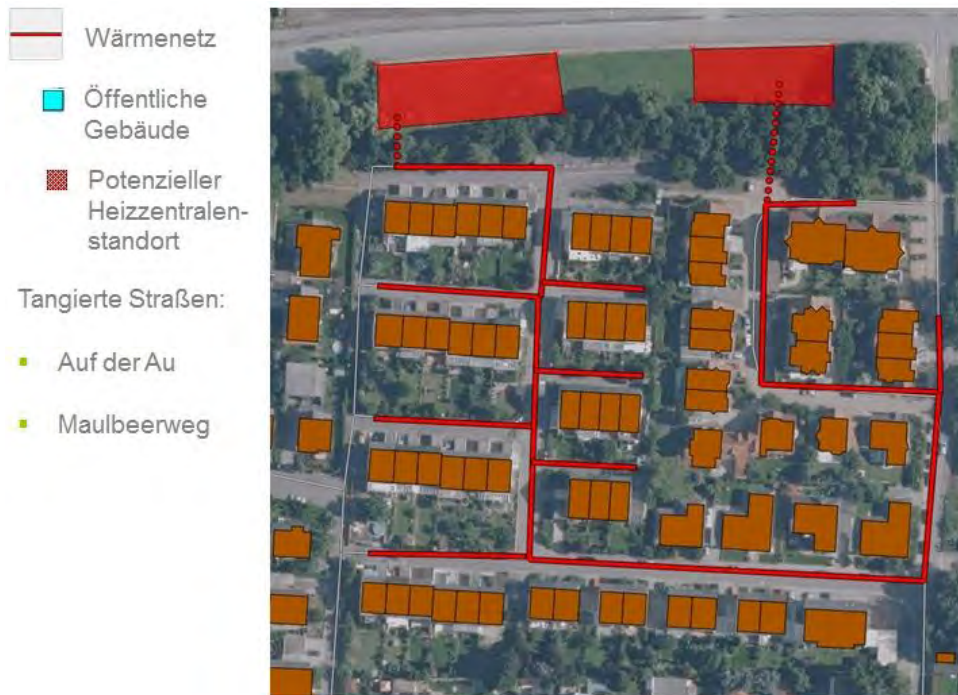 Wärmenetz
Öffentliche
Gebäude
Potenzieller
Heizzentralen-
standort
Tangierte Straßen:
Auf der Au
Maulbeerweg